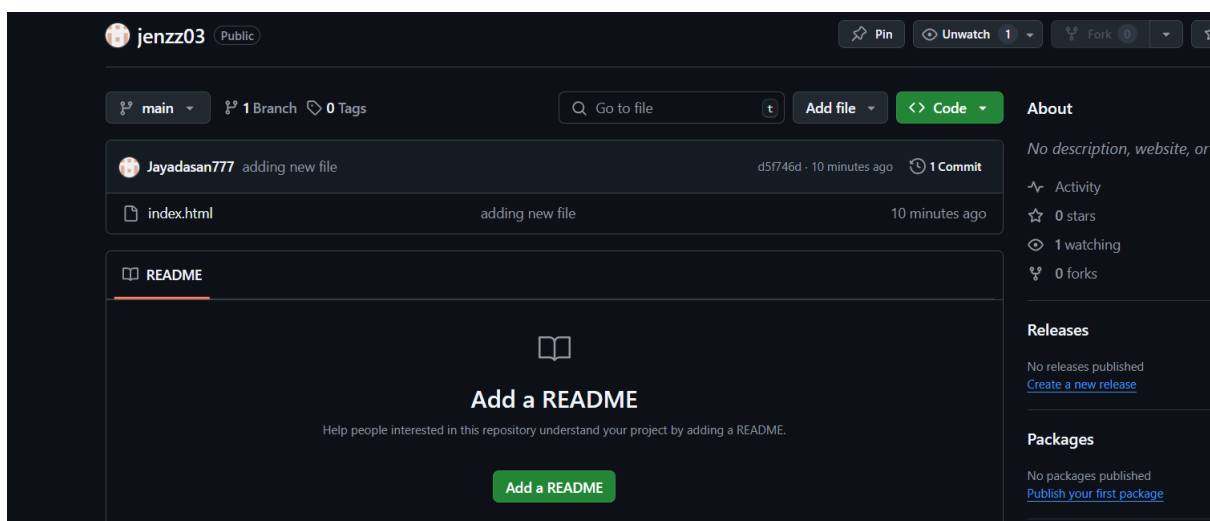 jenzz03 Public
Pin
Unwatch 1
Fork 0
main
1 Branch
0 Tags
Go to file t
Add file
<> Code
Jayadasan777 adding new file
d5f746d · 10 minutes ago
1 Commit
index.html
adding new file
10 minutes ago
README
Add a README
Help people interested in this repository understand your project by adding a README.
Add a README
About
No description, website, or
Activity
0 stars
1 watching
0 forks
Releases
No releases published
Create a new release
Packages
No packages published
Publish your first package